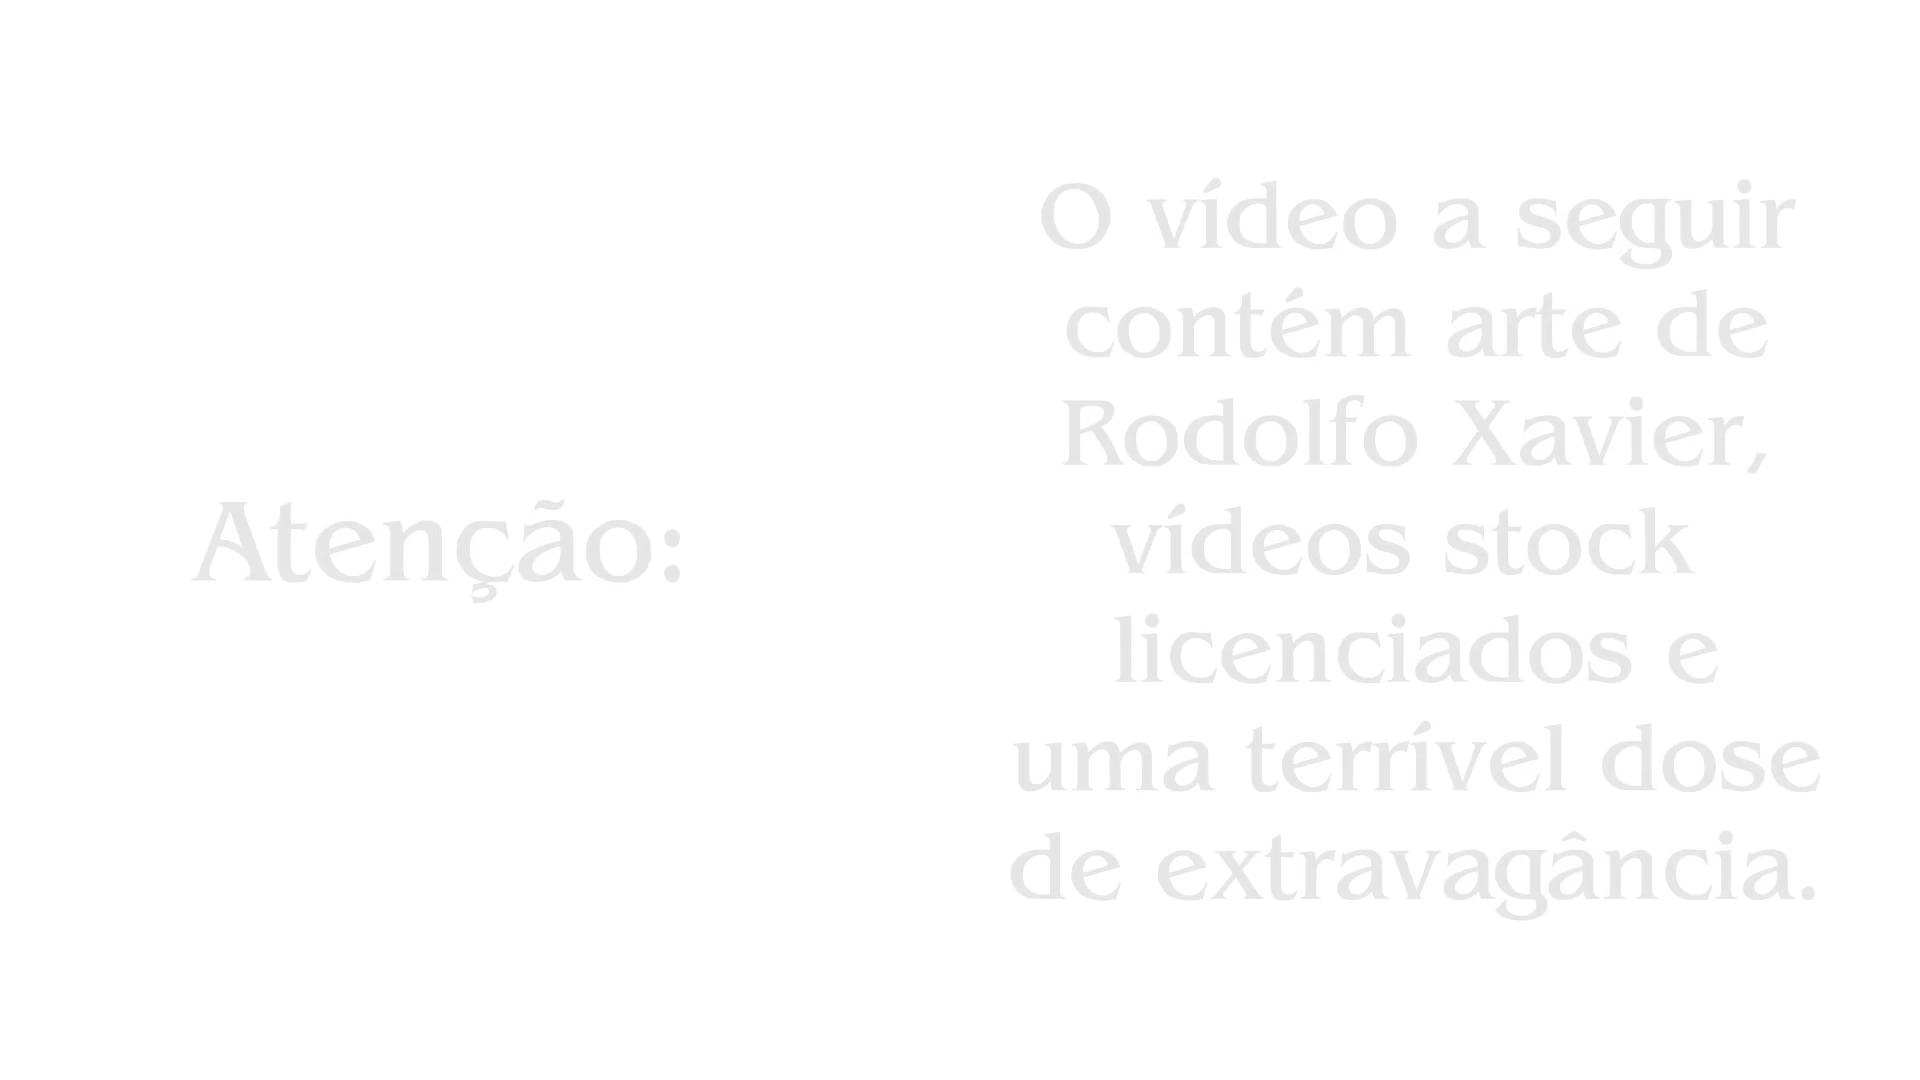 Atenção:
O vídeo a seguir
contém arte de
Rodolfo Xavier,
vídeos stock
licenciados e
uma terrível dose
de extravagância.